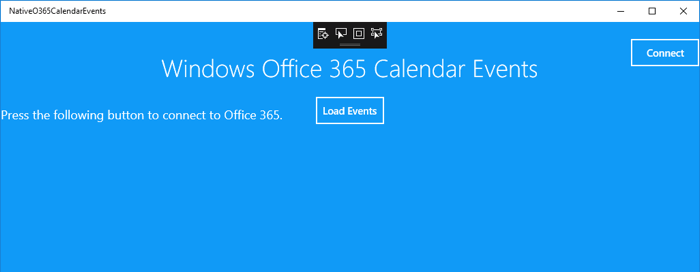 NativeO365CalendarEvents
Connect
Windows Office 365 Calendar Events
Press the following button to connect to Office 365.
Load Events